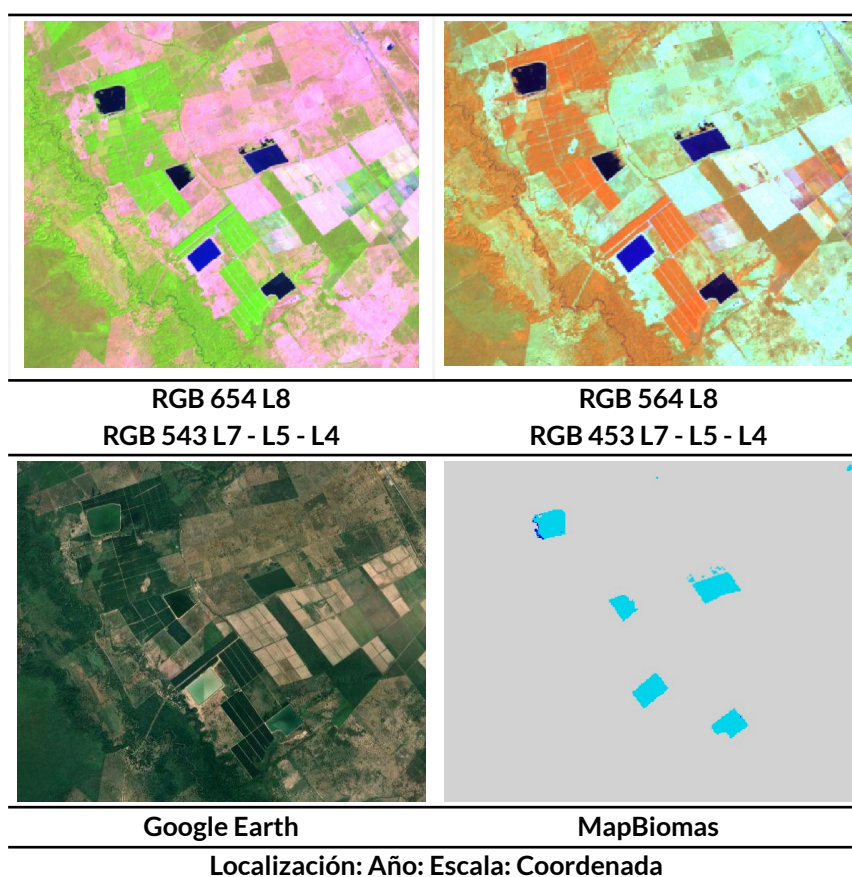 RGB 654 L8
RGB 543 L7 - L5 - L4
RGB 564 L8
RGB 453 L7 - L5 - L4
Google Earth
MapBiomas
Localización: Año: Escala: Coordenada